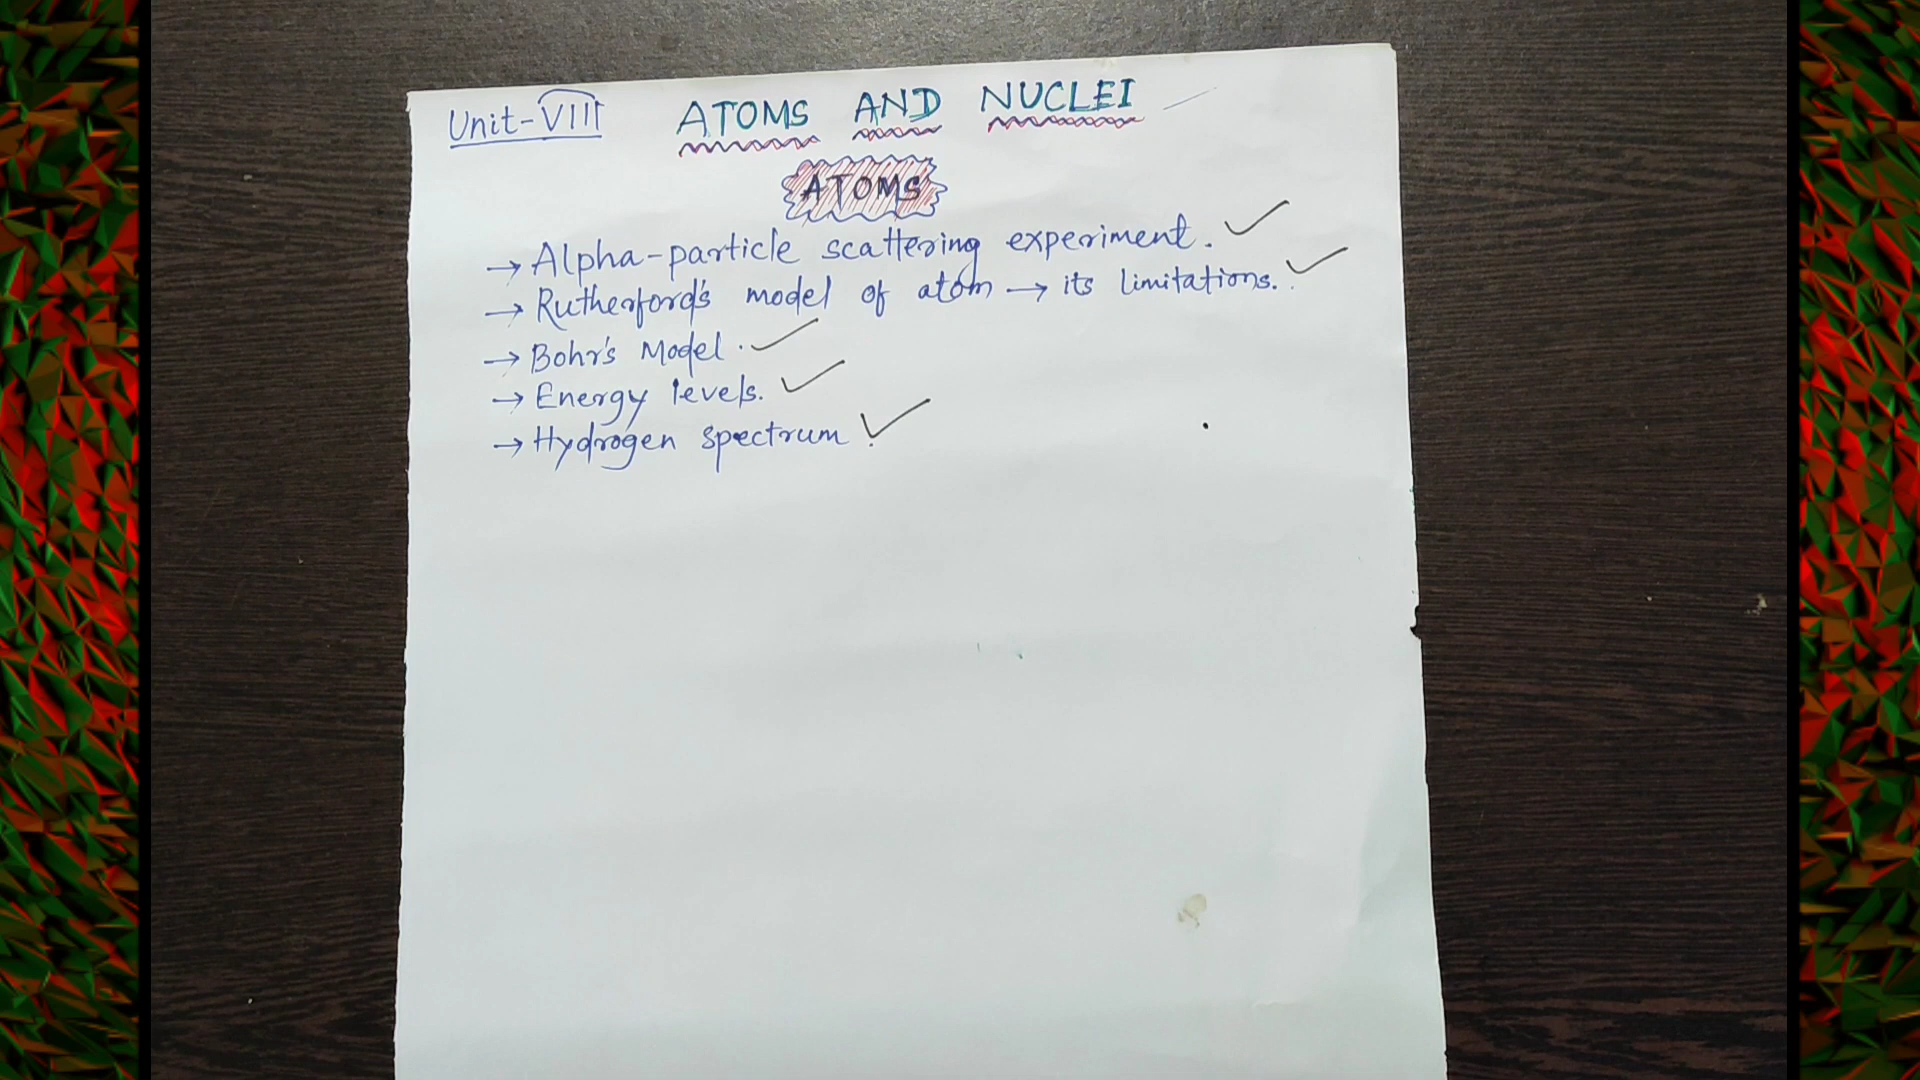 Unit-VIII ATOMS AND NUCLEI
ATOMS
→ Alpha-particle scattering experiment. ✓
→ Rutherford's model of atom → its limitations. ✓
→ Bohr's Model. ✓
→ Energy levels. ✓
→ Hydrogen spectrum. ✓